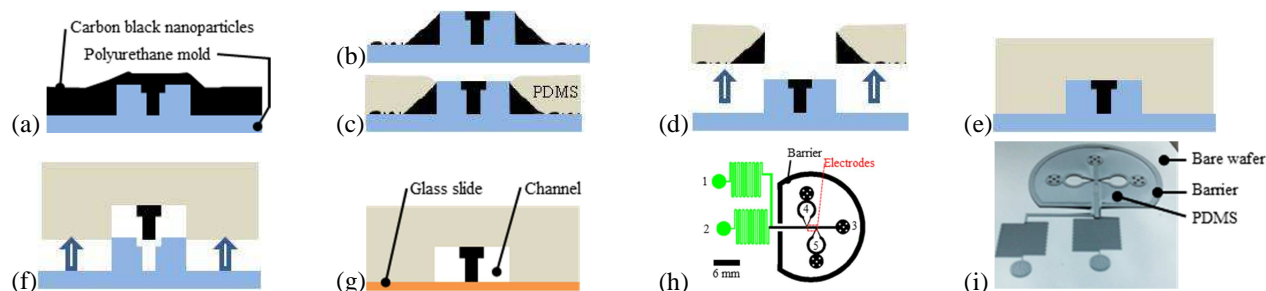 Carbon black nanoparticles
Polyurethane mold
(a)
(b)
(c)
PDMS
(d)
(e)
(f)
Glass slide
Channel
(g)
Barrier
Electrodes
1
2
3
4
5
6 mm
(h)
Bare wafer
Barrier
PDMS
(i)